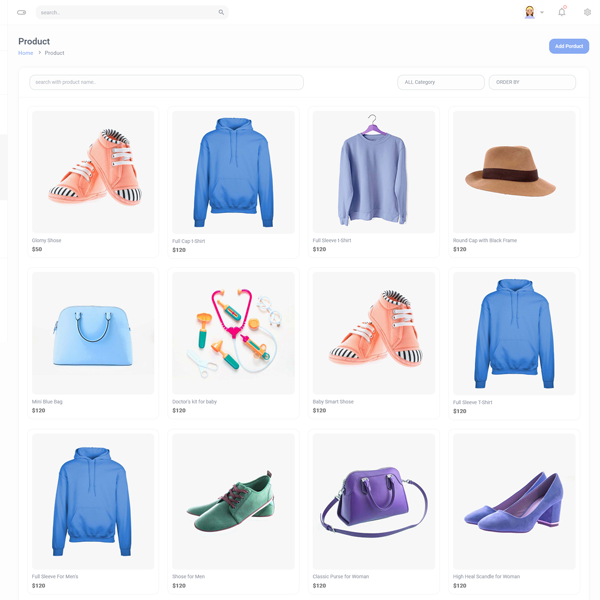 search..
Product
Home > Product
Add Porduct
search with product name..
ALL Category
ORDER BY
Glomy Shose
$50
Full Cap t-Shirt
$120
Full Sleeve t-Shirt
$120
Round Cap with Black Frame
$120
Mini Blue Bag
$120
Doctor's kit for baby
$120
Baby Smart Shose
$120
Full Sleeve T-Shirt
$120
Full Sleeve For Men's
$120
Shose for Men
$120
Classic Purse for Woman
$120
High Heal Scandle for Woman
$120